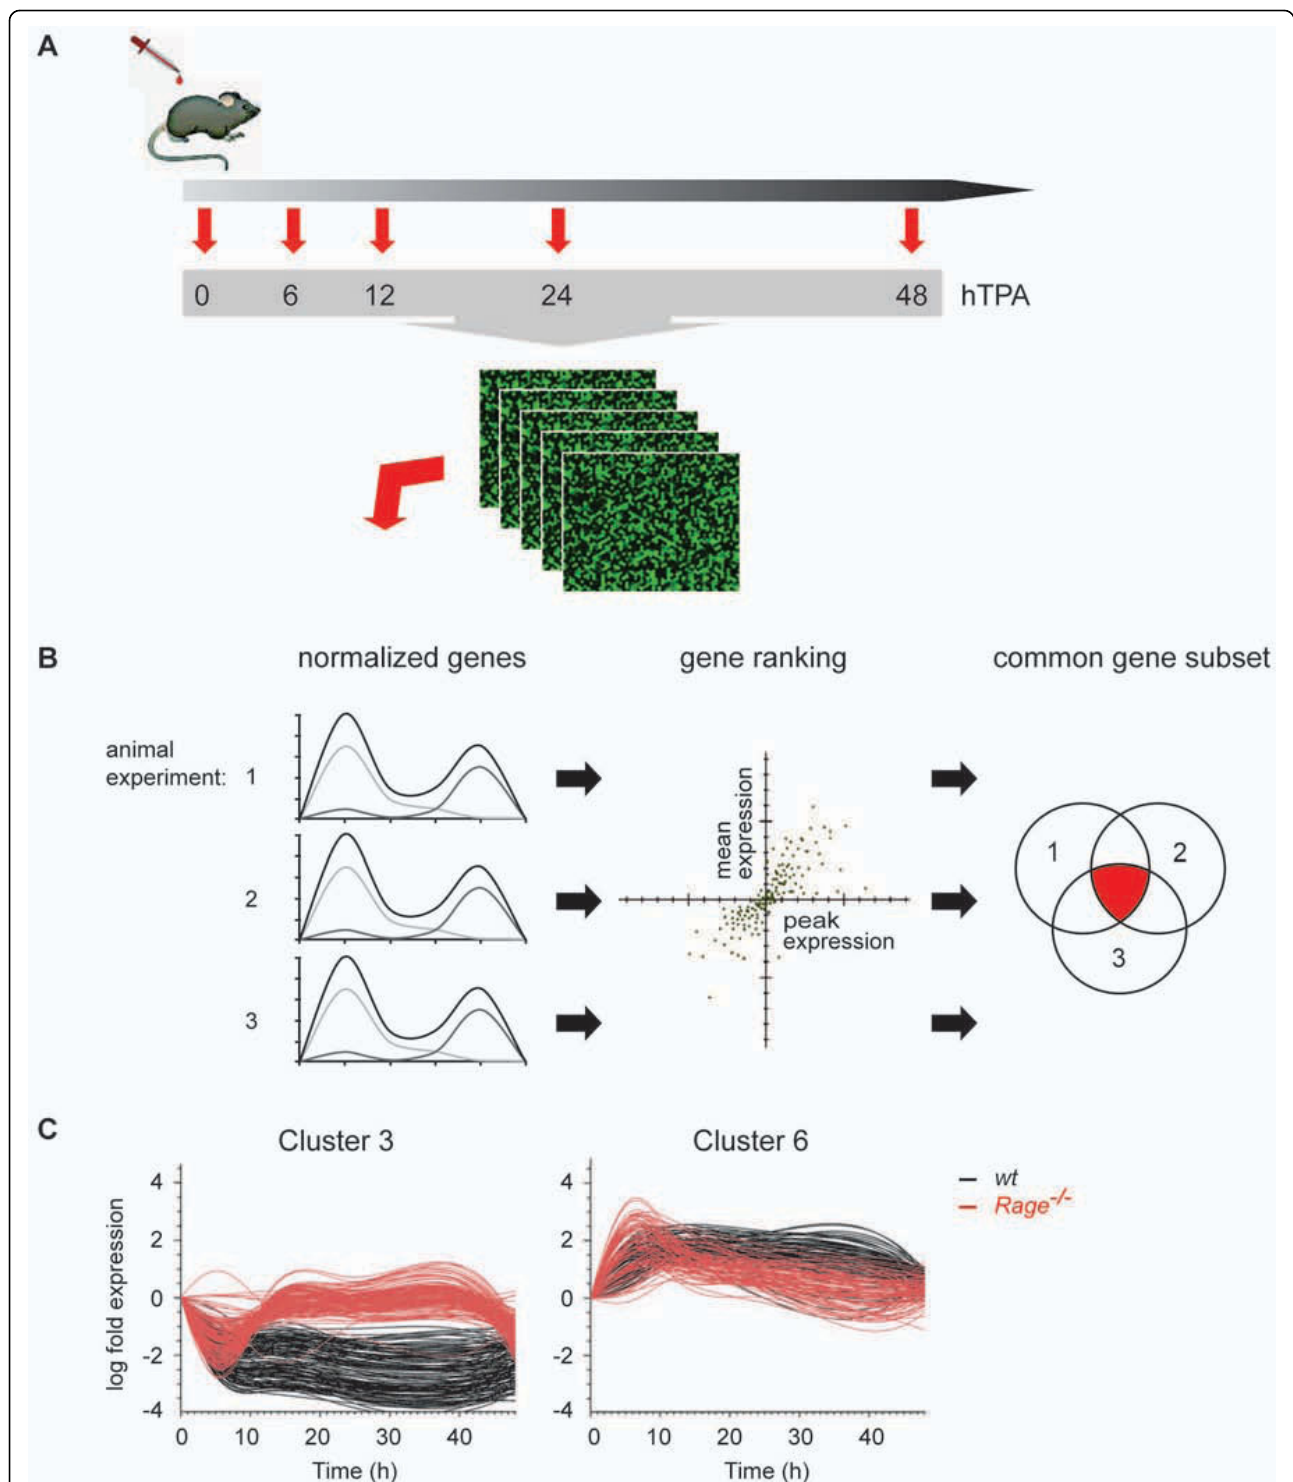 A
0 6 12 24 48 hTPA
B
normalized genes gene ranking common gene subset
animal
experiment: 1
2
3
mean
expression
peak
expression
1 2
3
C
Cluster 3 Cluster 6
log fold expression
4
2
0
-2
-4
0 10 20 30 40
Time (h)
4
2
0
-2
-4
0 10 20 30 40
Time (h)
wt
Rage-/-